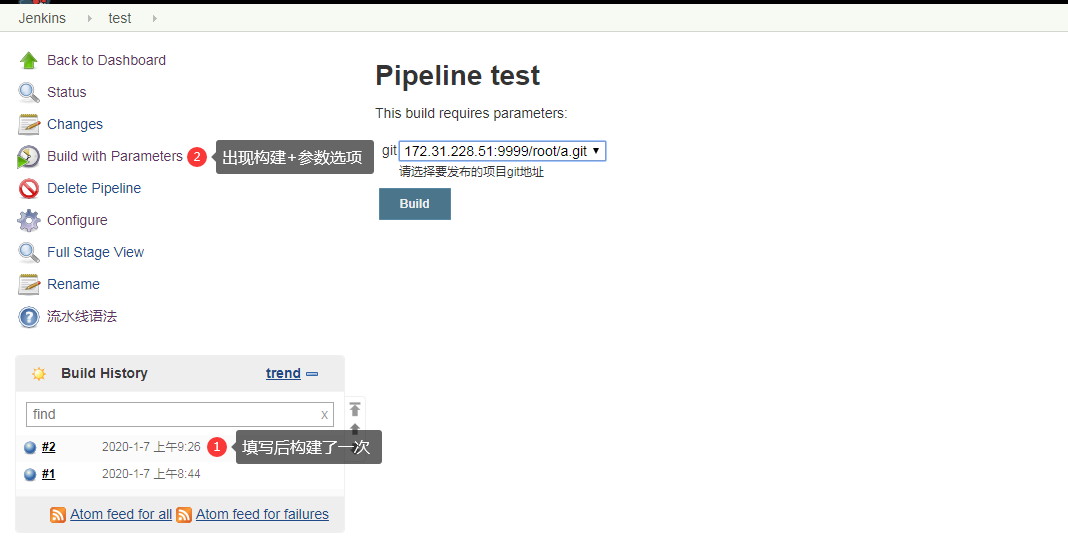 Jenkins test
Back to Dashboard
Status
Changes
Build with Parameters 2 出现构建+参数选项
Delete Pipeline
Configure
Full Stage View
Rename
流水线语法
Pipeline test
This build requires parameters:
git 172.31.228.51:9999/root/a.git
请选择要发布的项目git地址
Build
Build History trend
find x
#2 2020-1-7 上午9:26 1 填写后构建了一次
#1 2020-1-7 上午8:44
Atom feed for all Atom feed for failures